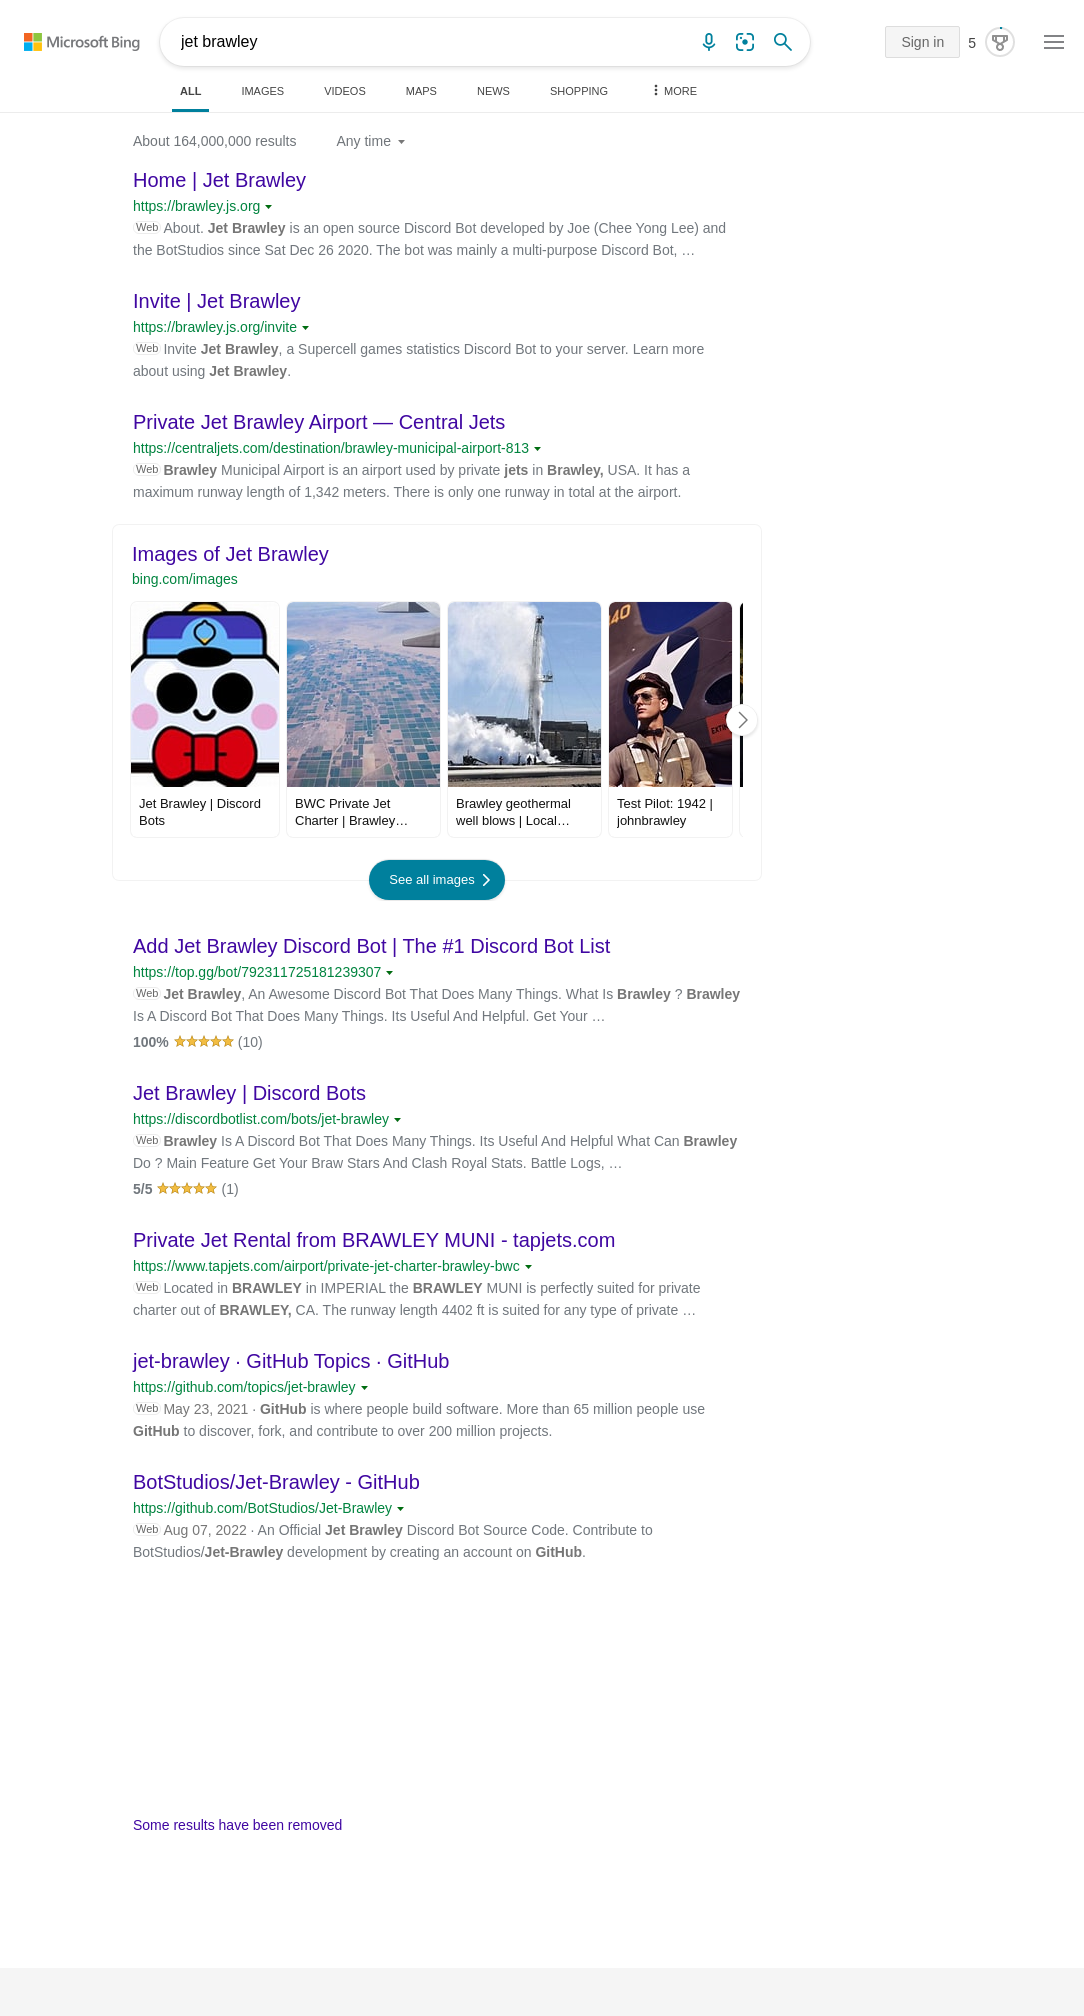 Microsoft Bing
jet brawley
Sign in
5
ALL
IMAGES
VIDEOS
MAPS
NEWS
SHOPPING
MORE
About 164,000,000 results
Any time
Home | Jet Brawley
https://brawley.js.org
Web About. Jet Brawley is an open source Discord Bot developed by Joe (Chee Yong Lee) and
the BotStudios since Sat Dec 26 2020. The bot was mainly a multi-purpose Discord Bot, …
Invite | Jet Brawley
https://brawley.js.org/invite
Web Invite Jet Brawley, a Supercell games statistics Discord Bot to your server. Learn more
about using Jet Brawley.
Private Jet Brawley Airport — Central Jets
https://centraljets.com/destination/brawley-municipal-airport-813
Web Brawley Municipal Airport is an airport used by private jets in Brawley, USA. It has a
maximum runway length of 1,342 meters. There is only one runway in total at the airport.
Images of Jet Brawley
bing.com/images
40
EXTIN
Jet Brawley | Discord
Bots
BWC Private Jet
Charter | Brawley…
Brawley geothermal
well blows | Local…
Test Pilot: 1942 |
johnbrawley
See all images
Add Jet Brawley Discord Bot | The #1 Discord Bot List
https://top.gg/bot/792311725181239307
Web Jet Brawley, An Awesome Discord Bot That Does Many Things. What Is Brawley ? Brawley
Is A Discord Bot That Does Many Things. Its Useful And Helpful. Get Your …
100% (10)
Jet Brawley | Discord Bots
https://discordbotlist.com/bots/jet-brawley
Web Brawley Is A Discord Bot That Does Many Things. Its Useful And Helpful What Can Brawley
Do ? Main Feature Get Your Braw Stars And Clash Royal Stats. Battle Logs, …
5/5 (1)
Private Jet Rental from BRAWLEY MUNI - tapjets.com
https://www.tapjets.com/airport/private-jet-charter-brawley-bwc
Web Located in BRAWLEY in IMPERIAL the BRAWLEY MUNI is perfectly suited for private
charter out of BRAWLEY, CA. The runway length 4402 ft is suited for any type of private …
jet-brawley · GitHub Topics · GitHub
https://github.com/topics/jet-brawley
Web May 23, 2021 · GitHub is where people build software. More than 65 million people use
GitHub to discover, fork, and contribute to over 200 million projects.
BotStudios/Jet-Brawley - GitHub
https://github.com/BotStudios/Jet-Brawley
Web Aug 07, 2022 · An Official Jet Brawley Discord Bot Source Code. Contribute to
BotStudios/Jet-Brawley development by creating an account on GitHub.
Some results have been removed